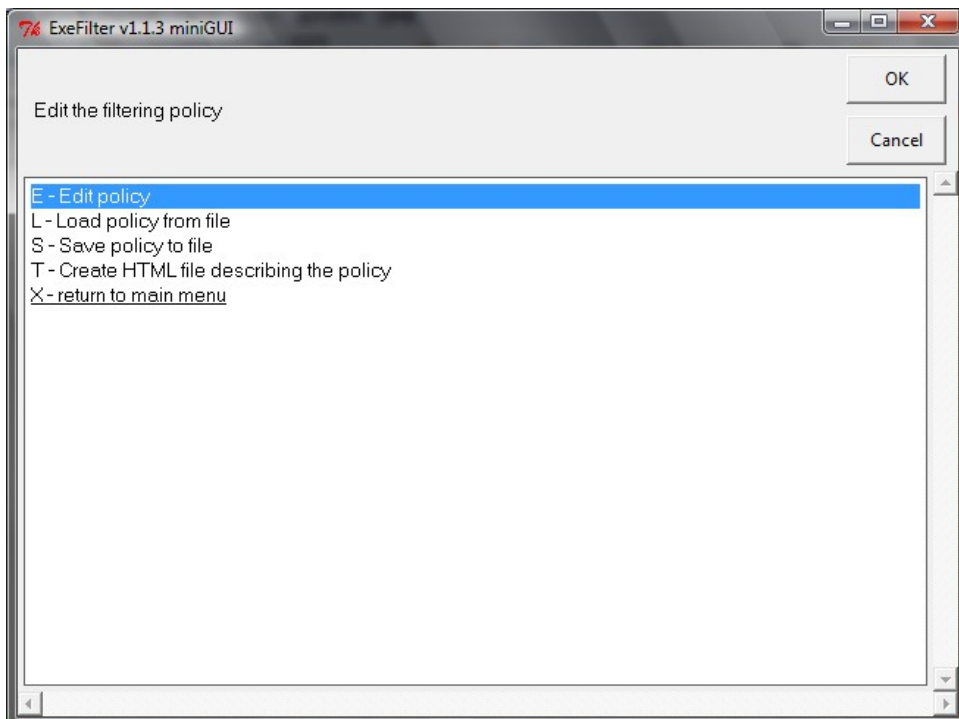 ExeFilter v1.1.3 miniGUI
OK
Edit the filtering policy
Cancel
E - Edit policy
L - Load policy from file
S - Save policy to file
T - Create HTML file describing the policy
X - return to main menu